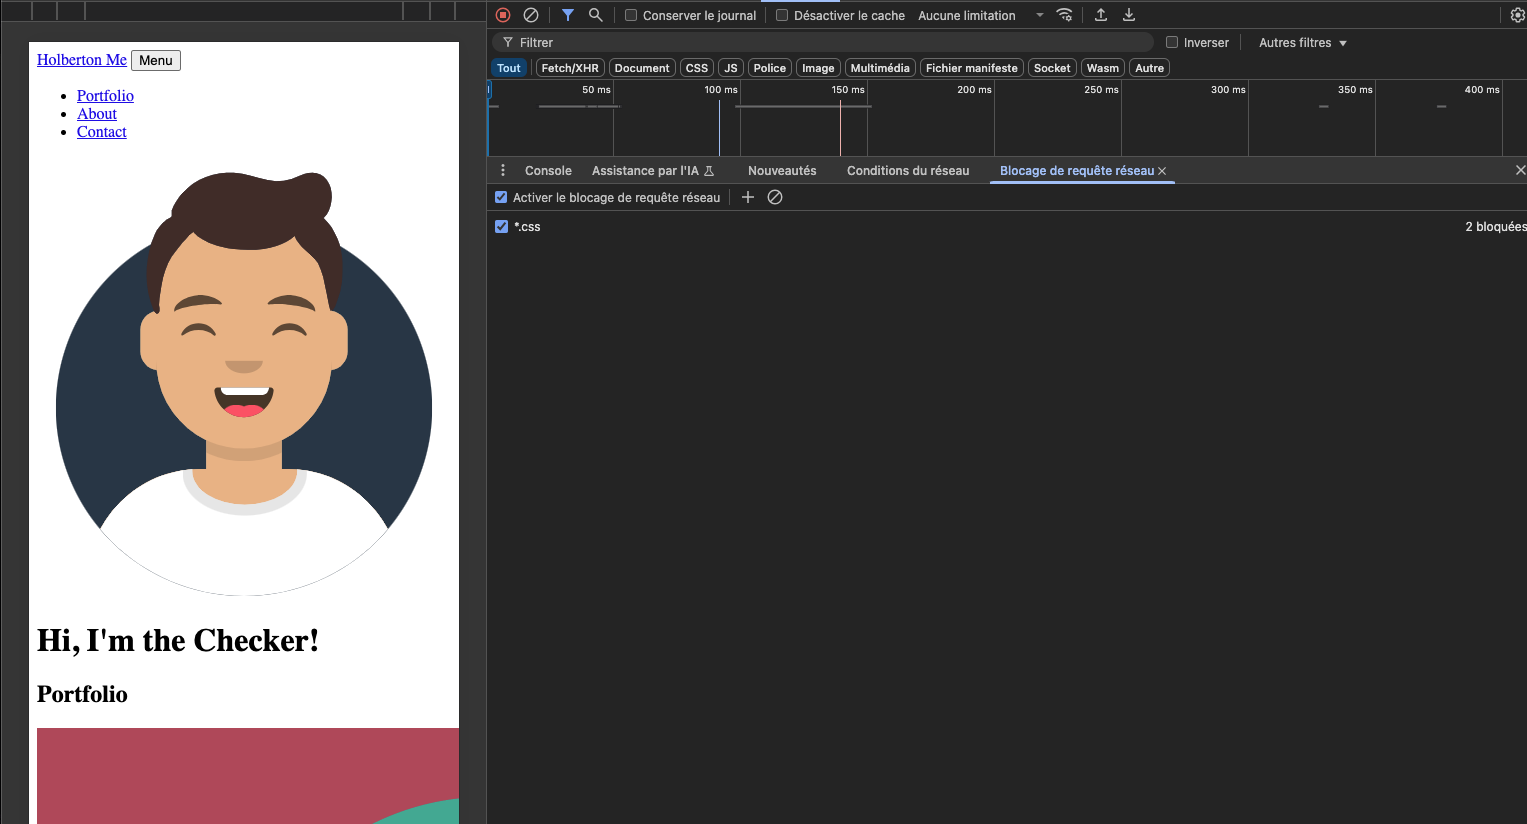 Holberton Me Menu
Portfolio
About
Contact
Hi, I'm the Checker!
Portfolio
Conserver le journal Désactiver le cache Aucune limitation
Filtrer Inverser Autres filtres
Tout Fetch/XHR Document CSS JS Police Image Multimédia Fichier manifeste Socket Wasm Autre
50 ms 100 ms 150 ms 200 ms 250 ms 300 ms 350 ms 400 ms
Console Assistance par l'IA Nouveautés Conditions du réseau Blocage de requête réseau
Activer le blocage de requête réseau
*.css 2 bloquées